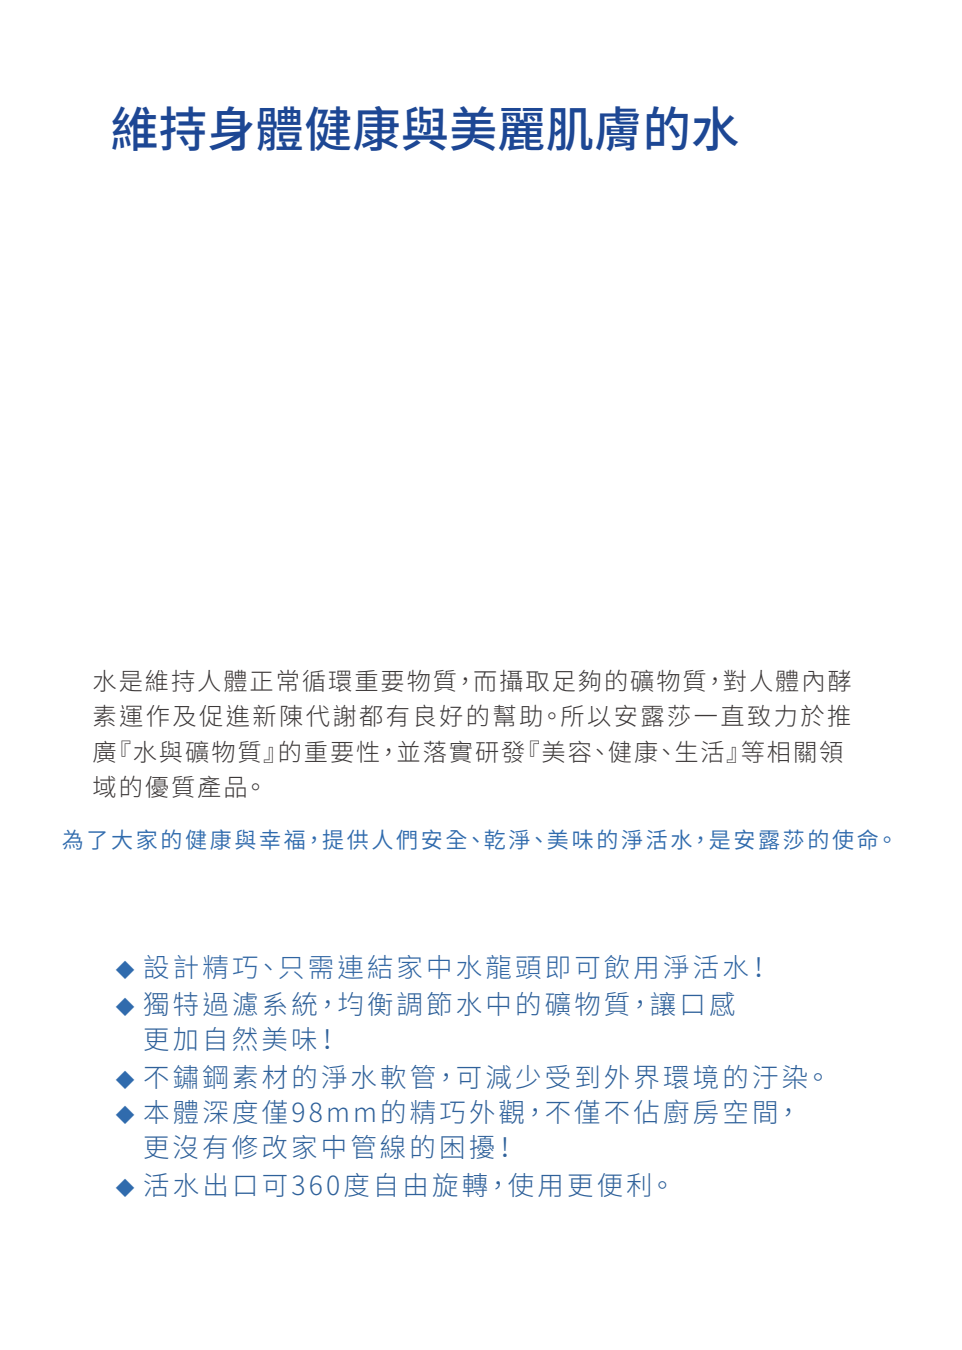 維持身體健康與美麗肌膚的水
水是維持人體正常循環重要物質，而攝取足夠的礦物質，對人體內酵
素運作及促進新陳代謝都有良好的幫助。所以安露莎一直致力於推
廣『水與礦物質』的重要性，並落實研發『美容、健康、生活』等相關領
域的優質產品。
為了大家的健康與幸福，提供人們安全、乾淨、美味的淨活水，是安露莎的使命。
◆ 設計精巧、只需連結家中水龍頭即可飲用淨活水！
◆ 獨特過濾系統，均衡調節水中的礦物質，讓口感
更加自然美味！
◆ 不鏽鋼素材的淨水軟管，可減少受到外界環境的汙染。
◆ 本體深度僅98mm的精巧外觀，不僅不佔廚房空間，
更沒有修改家中管線的困擾！
◆ 活水出口可360度自由旋轉，使用更便利。